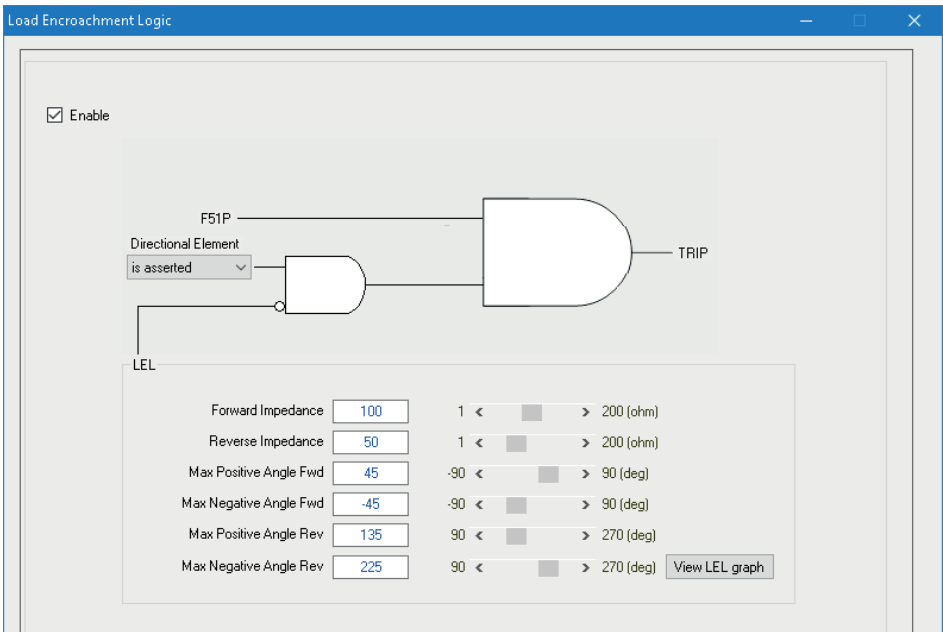 Load Encroachment Logic
Enable
F51P
Directional Element
is asserted
TRIP
LEL
Forward Impedance 100 1 200 (ohm)
Reverse Impedance 50 1 200 (ohm)
Max Positive Angle Fwd 45 -90 90 (deg)
Max Negative Angle Fwd -45 -90 90 (deg)
Max Positive Angle Rev 135 90 270 (deg)
Max Negative Angle Rev 225 90 270 (deg) View LEL graph